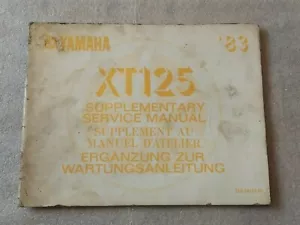 YAMAHA '83
XT125
SUPPLEMENTARY
SERVICE MANUAL
SUPPLEMENT AU
MANUEL D'ATELIER
ERGÄNZUNG ZUR
WARTUNGSANLEITUNG